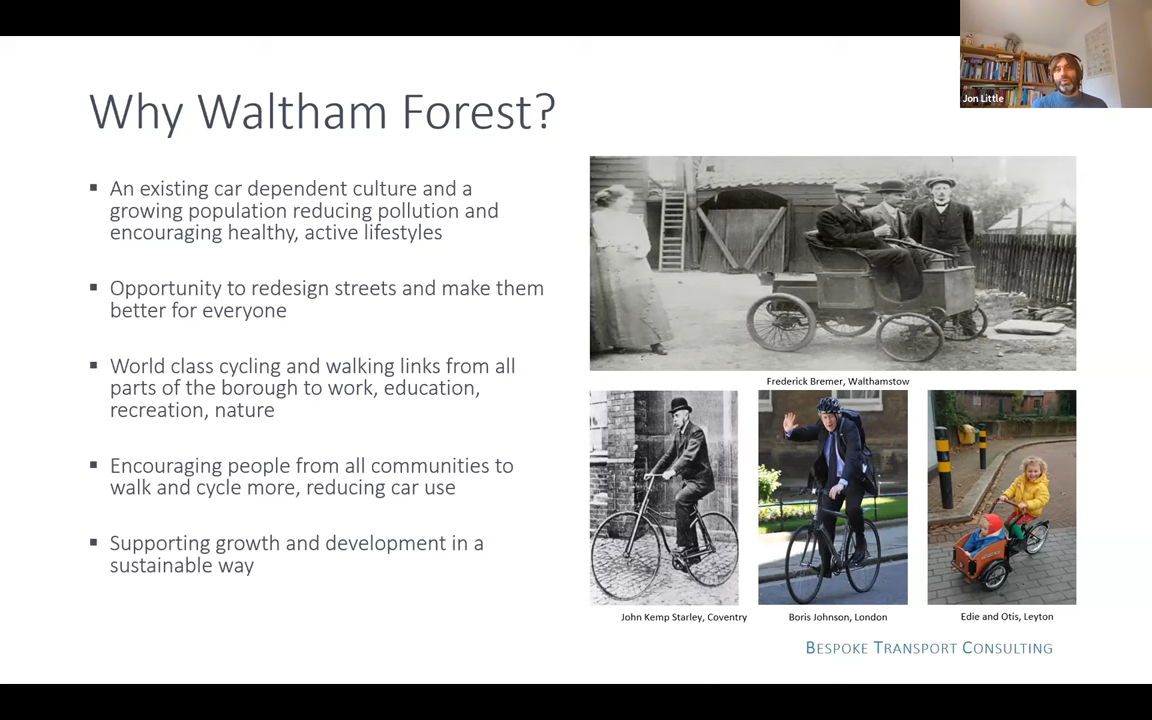 Jon Little
Why Waltham Forest?
▪ An existing car dependent culture and a
growing population reducing pollution and
encouraging healthy, active lifestyles
▪ Opportunity to redesign streets and make them
better for everyone
▪ World class cycling and walking links from all
parts of the borough to work, education,
recreation, nature
▪ Encouraging people from all communities to
walk and cycle more, reducing car use
▪ Supporting growth and development in a
sustainable way
Frederick Bremer, Walthamstow
John Kemp Starley, Coventry
Boris Johnson, London
Edie and Otis, Leyton
BESPOKE TRANSPORT CONSULTING